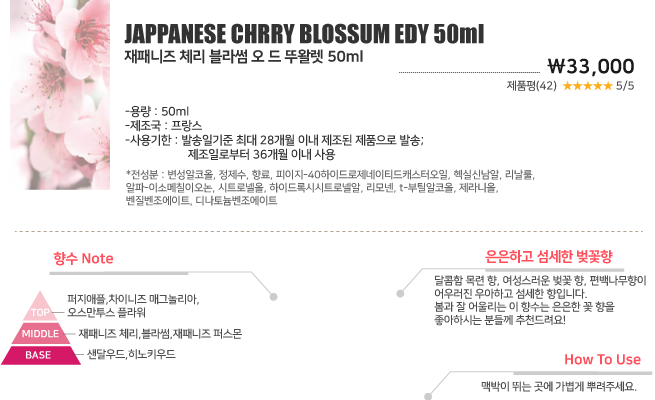 JAPPANESE CHRRY BLOSSUM EDY 50ml
재패니즈 체리 블라썸 오 드 뚜왈렛 50ml
₩33,000
제품평(42) ★★★★★ 5/5
-용량 : 50ml
-제조국 : 프랑스
-사용기한 : 발송일기준 최대 28개월 이내 제조된 제품으로 발송;
제조일로부터 36개월 이내 사용
*전성분 : 변성알코올, 정제수, 향료, 피이지-40하이드로제네이티드캐스터오일, 헥실신남알, 리날룰,
알파-이소메칠이오논, 시트로넬올, 하이드록시시트로넬알, 리모넨, t-부틸알코올, 제라니올,
벤질벤조에이트, 디나토늄벤조에이트
향수 Note
퍼지애플,차이니즈 매그놀리아,
오스만투스 플라워
TOP
MIDDLE
재패니즈 체리,블라썸,재패니즈 퍼스몬
BASE
샌달우드,히노키우드
은은하고 섬세한 벚꽃향
달콤함 목련 향, 여성스러운 벚꽃 향, 편백나무향이
어우러진 우아하고 섬세한 향입니다.
봄과 잘 어울리는 이 향수는 은은한 꽃 향을
좋아하시는 분들께 추천드려요!
How To Use
맥박이 뛰는 곳에 가볍게 뿌려주세요.